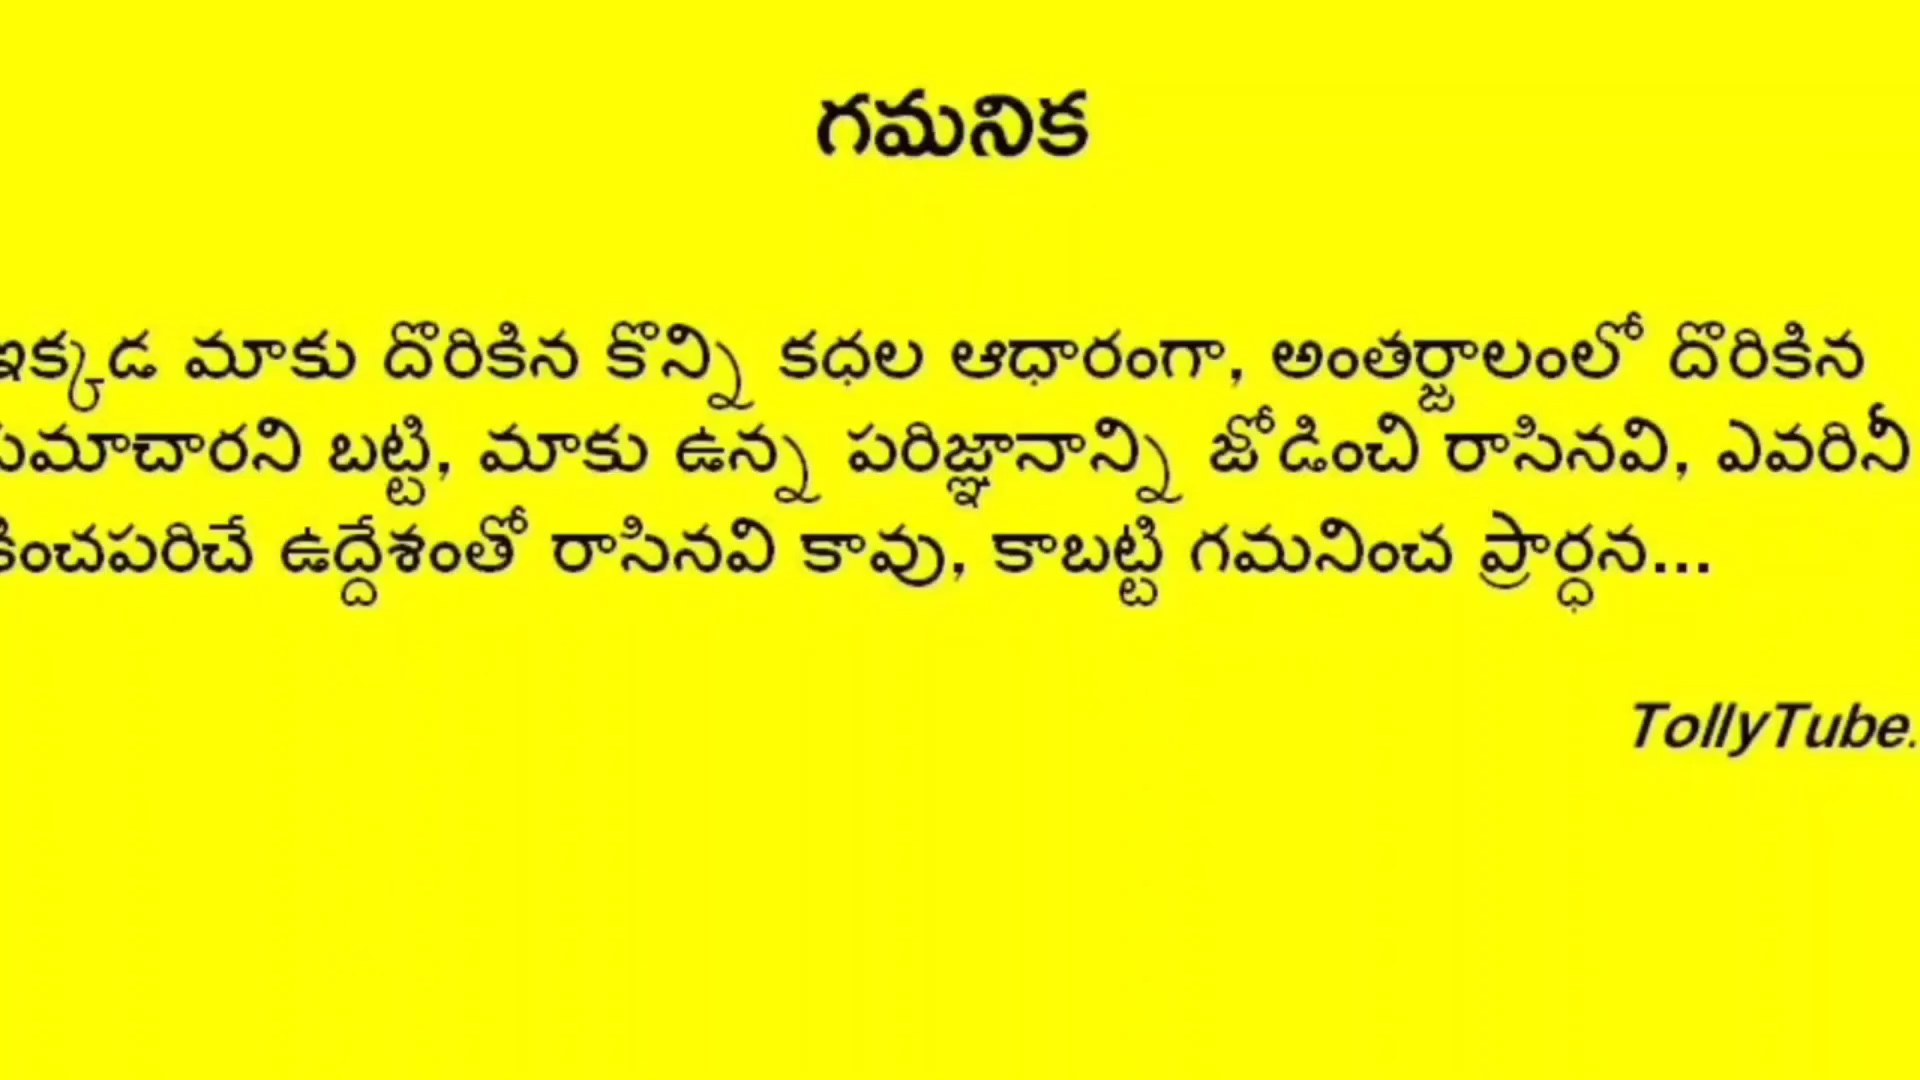 గమనిక
ఇక్కడ మాకు దొరికిన కొన్ని కధల ఆధారంగా, అంతర్జాలంలో దొరికిన
సమాచారని బట్టి, మాకు ఉన్న పరిజ్ఞానాన్ని జోడించి రాసినవి, ఎవరినీ
కించపరిచే ఉద్దేశంతో రాసినవి కావు, కాబట్టి గమనించ ప్రార్ధన...
TollyTube.